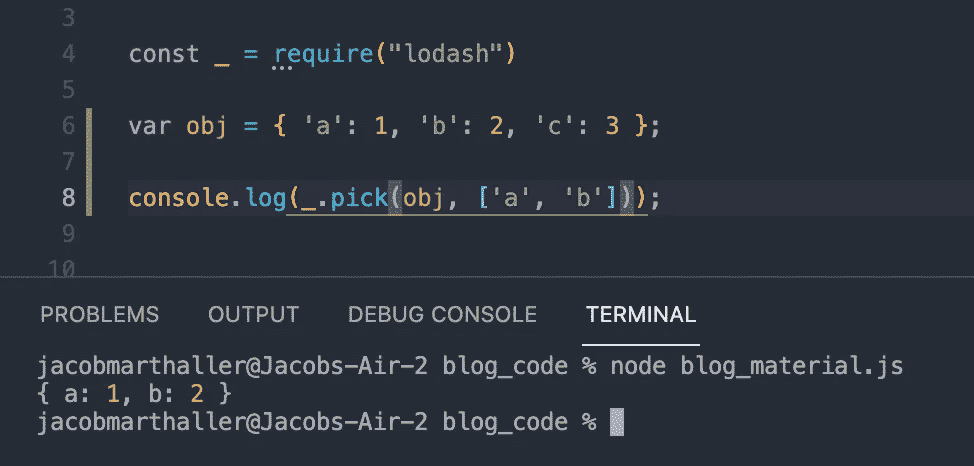 3
4 const _ = require("lodash")
5
6 var obj = { 'a': 1, 'b': 2, 'c': 3 };
7
8 console.log(_.pick(obj, ['a', 'b']));
9
10
PROBLEMS OUTPUT DEBUG CONSOLE TERMINAL
jacobmarthaller@Jacobs-Air-2 blog_code % node blog_material.js
{ a: 1, b: 2 }
jacobmarthaller@Jacobs-Air-2 blog_code %